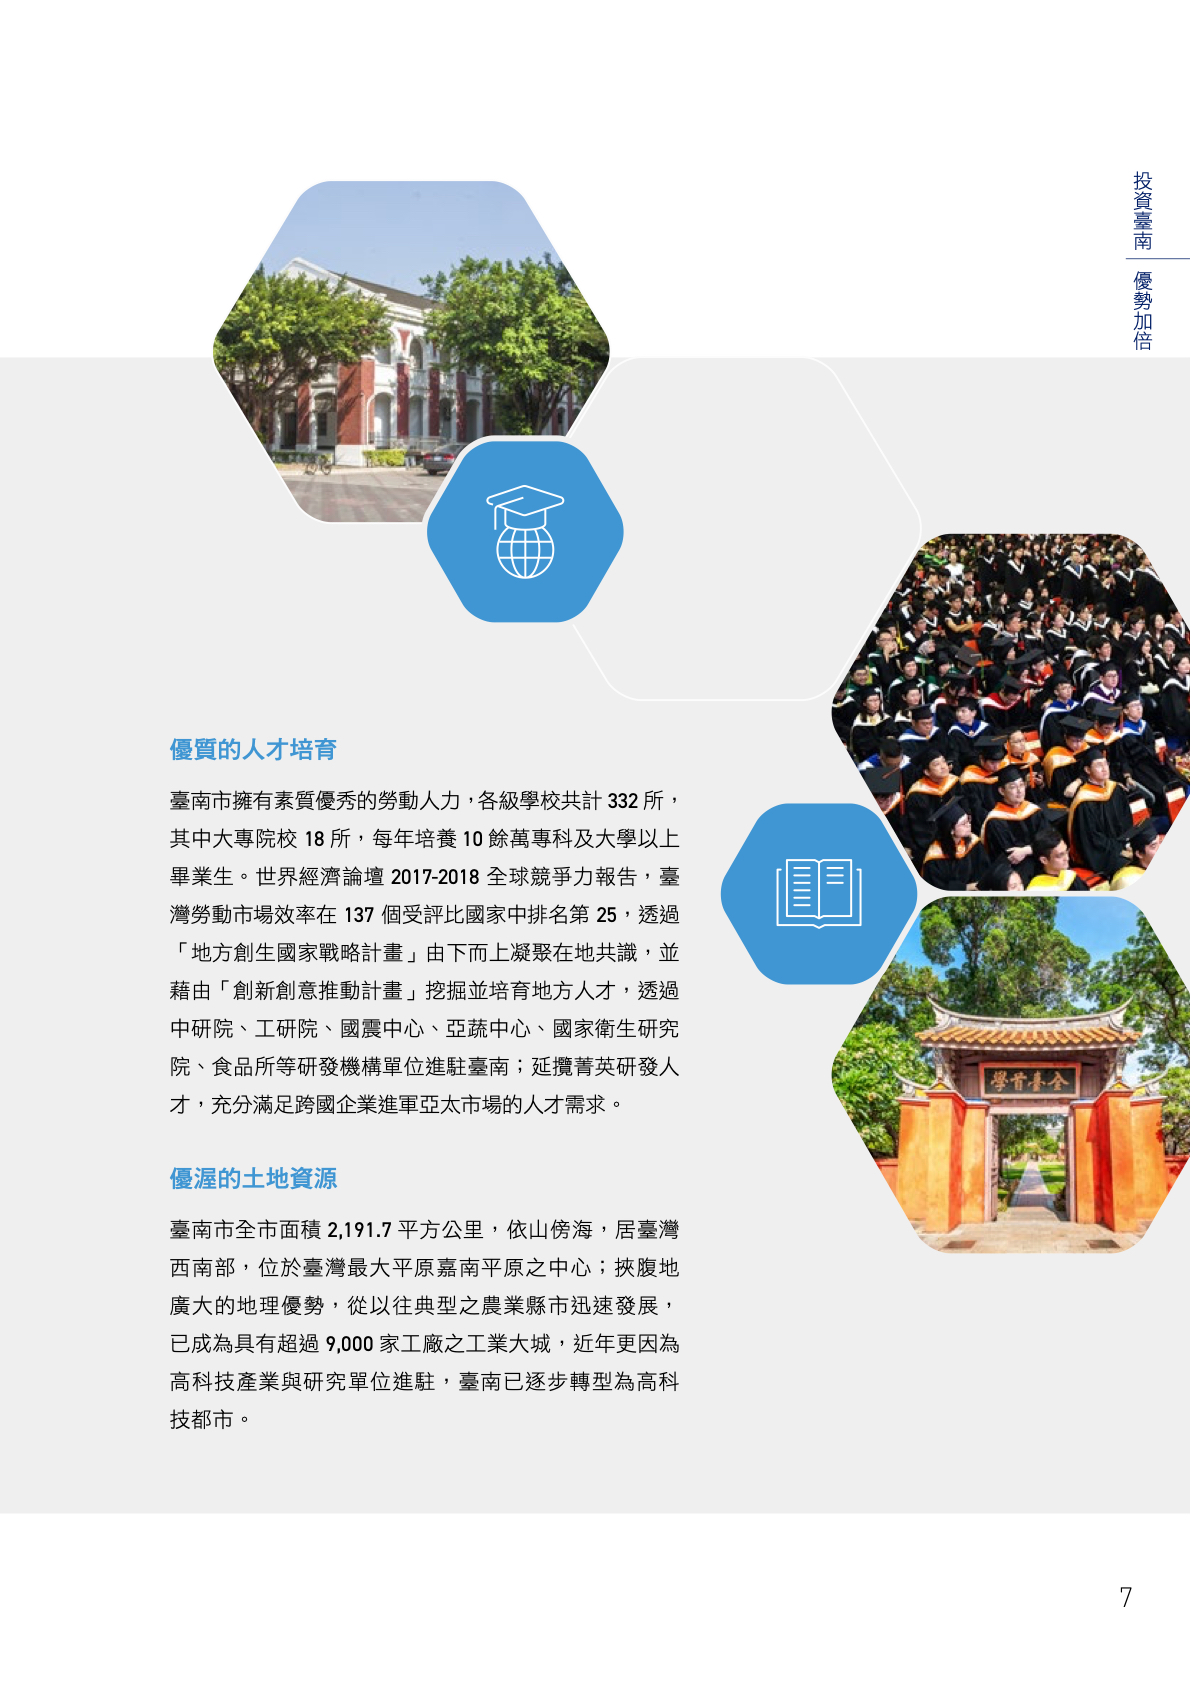 投資臺南
優勢加倍
優質的人才培育
臺南市擁有素質優秀的勞動人力，各級學校共計 332 所，
其中大專院校 18 所，每年培養 10 餘萬專科及大學以上
畢業生。世界經濟論壇 2017-2018 全球競爭力報告，臺
灣勞動市場效率在 137 個受評比國家中排名第 25，透過
「地方創生國家戰略計畫」由下而上凝聚在地共識，並
藉由「創新創意推動計畫」挖掘並培育地方人才，透過
中研院、工研院、國震中心、亞蔬中心、國家衛生研究
院、食品所等研發機構單位進駐臺南；延攬菁英研發人
才，充分滿足跨國企業進軍亞太市場的人才需求。
學首臺全
優渥的土地資源
臺南市全市面積 2,191.7 平方公里，依山傍海，居臺灣
西南部，位於臺灣最大平原嘉南平原之中心；挾腹地
廣大的地理優勢，從以往典型之農業縣市迅速發展，
已成為具有超過 9,000 家工廠之工業大城，近年更因為
高科技產業與研究單位進駐，臺南已逐步轉型為高科
技都市。
7